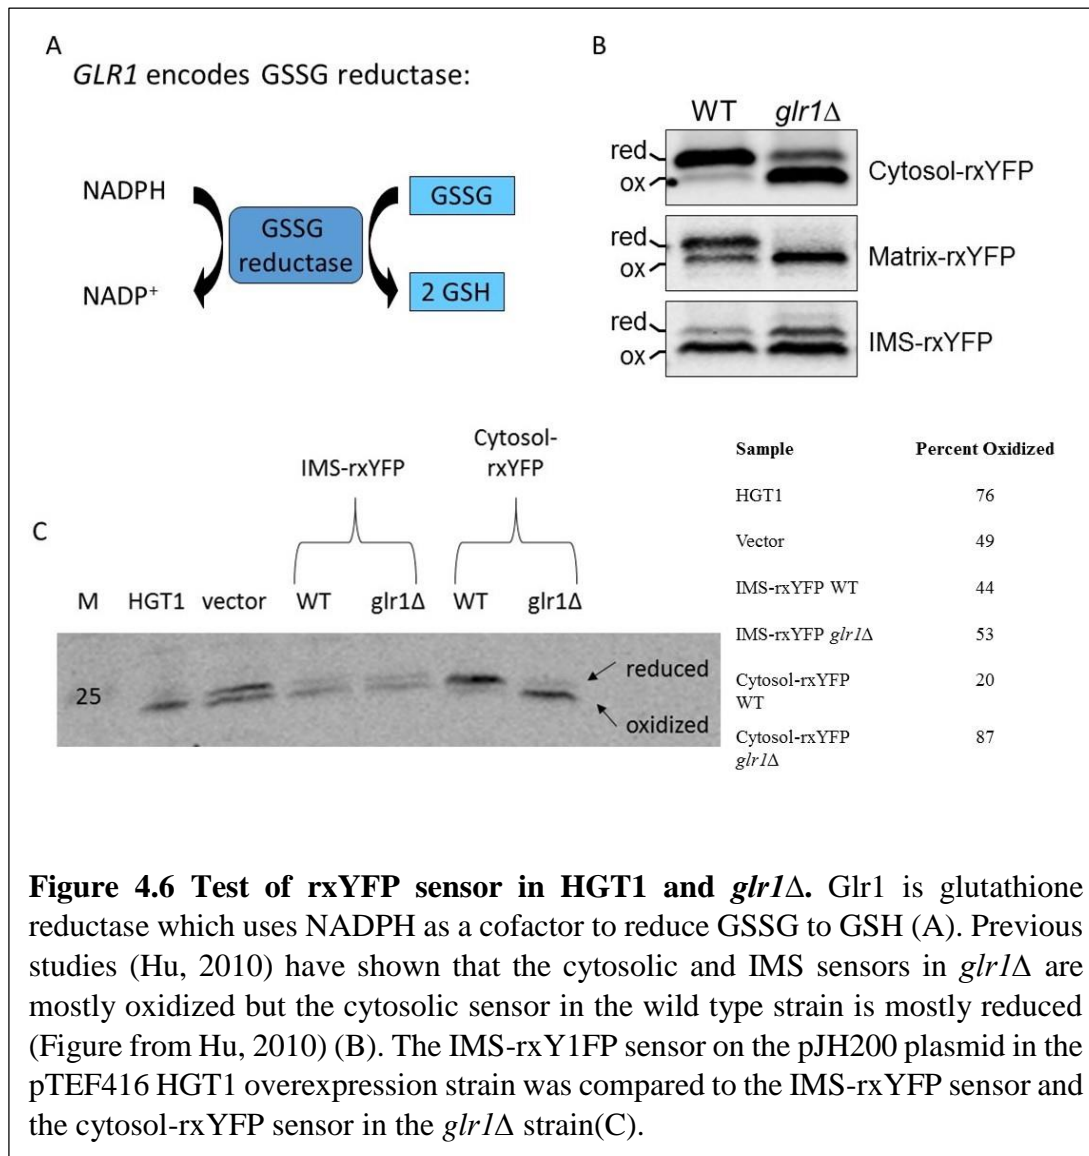 A
GLR1 encodes GSSG reductase:
NADPH
GSSG
GSSG
reductase
NADP+
2 GSH
B
WT glr1Δ
red
ox
Cytosol-rxYFP
red
ox
Matrix-rxYFP
red
ox
IMS-rxYFP
C
IMS-rxYFP
Cytosol-
rxYFP
M HGT1 vector WT glr1Δ WT glr1Δ
25
reduced
oxidized
Sample Percent Oxidized
HGT1 76
Vector 49
IMS-rxYFP WT 44
IMS-rxYFP glr1Δ 53
Cytosol-rxYFP 20
WT
Cytosol-rxYFP 87
glr1Δ
Figure 4.6 Test of rxYFP sensor in HGT1 and glr1Δ. Glr1 is glutathione
reductase which uses NADPH as a cofactor to reduce GSSG to GSH (A). Previous
studies (Hu, 2010) have shown that the cytosolic and IMS sensors in glr1Δ are
mostly oxidized but the cytosolic sensor in the wild type strain is mostly reduced
(Figure from Hu, 2010) (B). The IMS-rxY1FP sensor on the pJH200 plasmid in the
pTEF416 HGT1 overexpression strain was compared to the IMS-rxYFP sensor and
the cytosol-rxYFP sensor in the glr1Δ strain(C).